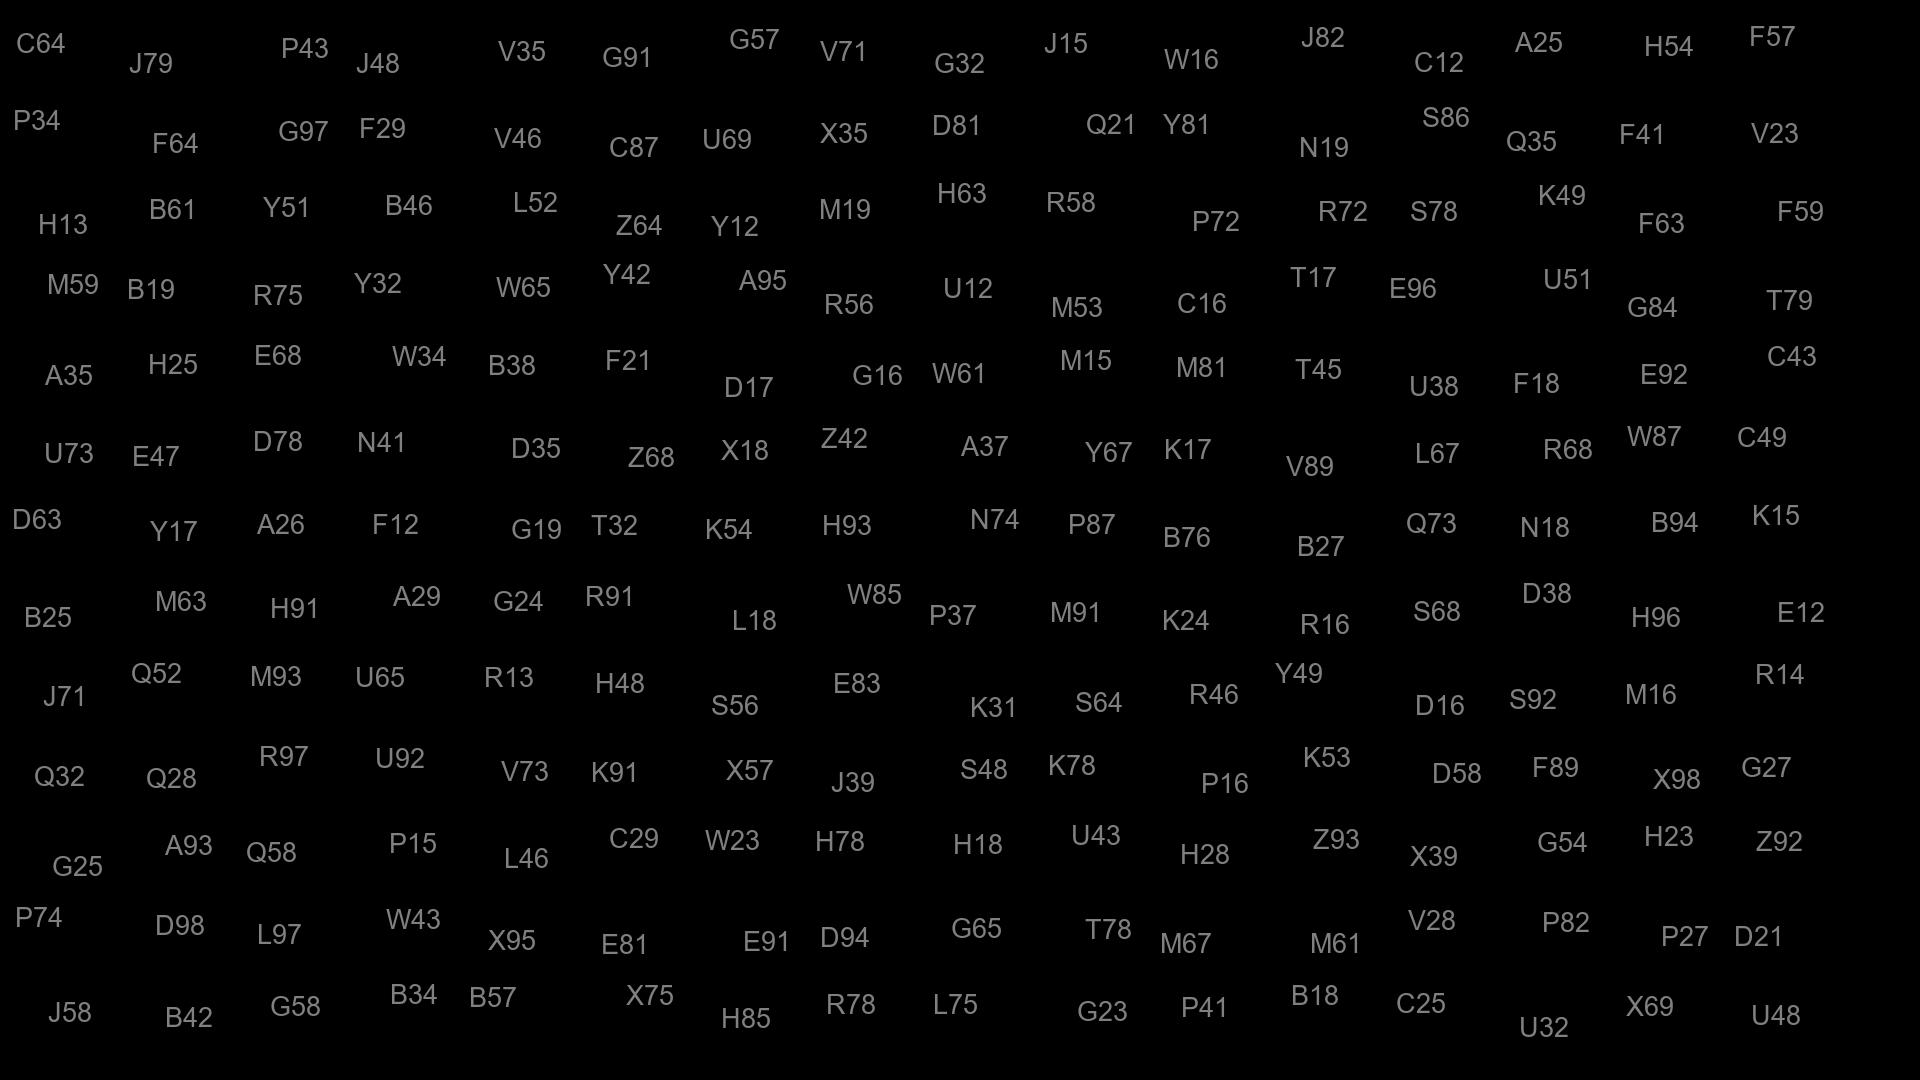 C64 J79 P43 J48 V35 G91 G57 V71 G32 J15 W16 J82 C12 A25 H54 F57
P34 F64 G97 F29 V46 C87 U69 X35 D81 Q21 Y81 N19 S86 Q35 F41 V23
H13 B61 Y51 B46 L52 Z64 Y12 M19 H63 R58 P72 R72 S78 K49 F63 F59
M59 B19 R75 Y32 W65 Y42 A95 R56 U12 M53 C16 T17 E96 U51 G84 T79
A35 H25 E68 W34 B38 F21 D17 G16 W61 M15 M81 T45 U38 F18 E92 C43
U73 E47 D78 N41 D35 Z68 X18 Z42 A37 Y67 K17 V89 L67 R68 W87 C49
D63 Y17 A26 F12 G19 T32 K54 H93 N74 P87 B76 B27 Q73 N18 B94 K15
B25 M63 H91 A29 G24 R91 L18 W85 P37 M91 K24 R16 S68 D38 H96 E12
J71 Q52 M93 U65 R13 H48 S56 E83 K31 S64 R46 Y49 D16 S92 M16 R14
Q32 Q28 R97 U92 V73 K91 X57 J39 S48 K78 P16 K53 D58 F89 X98 G27
G25 A93 Q58 P15 L46 C29 W23 H78 H18 U43 H28 Z93 X39 G54 H23 Z92
P74 D98 L97 W43 X95 E81 E91 D94 G65 T78 M67 M61 V28 P82 P27 D21
J58 B42 G58 B34 B57 X75 H85 R78 L75 G23 P41 B18 C25 U32 X69 U48